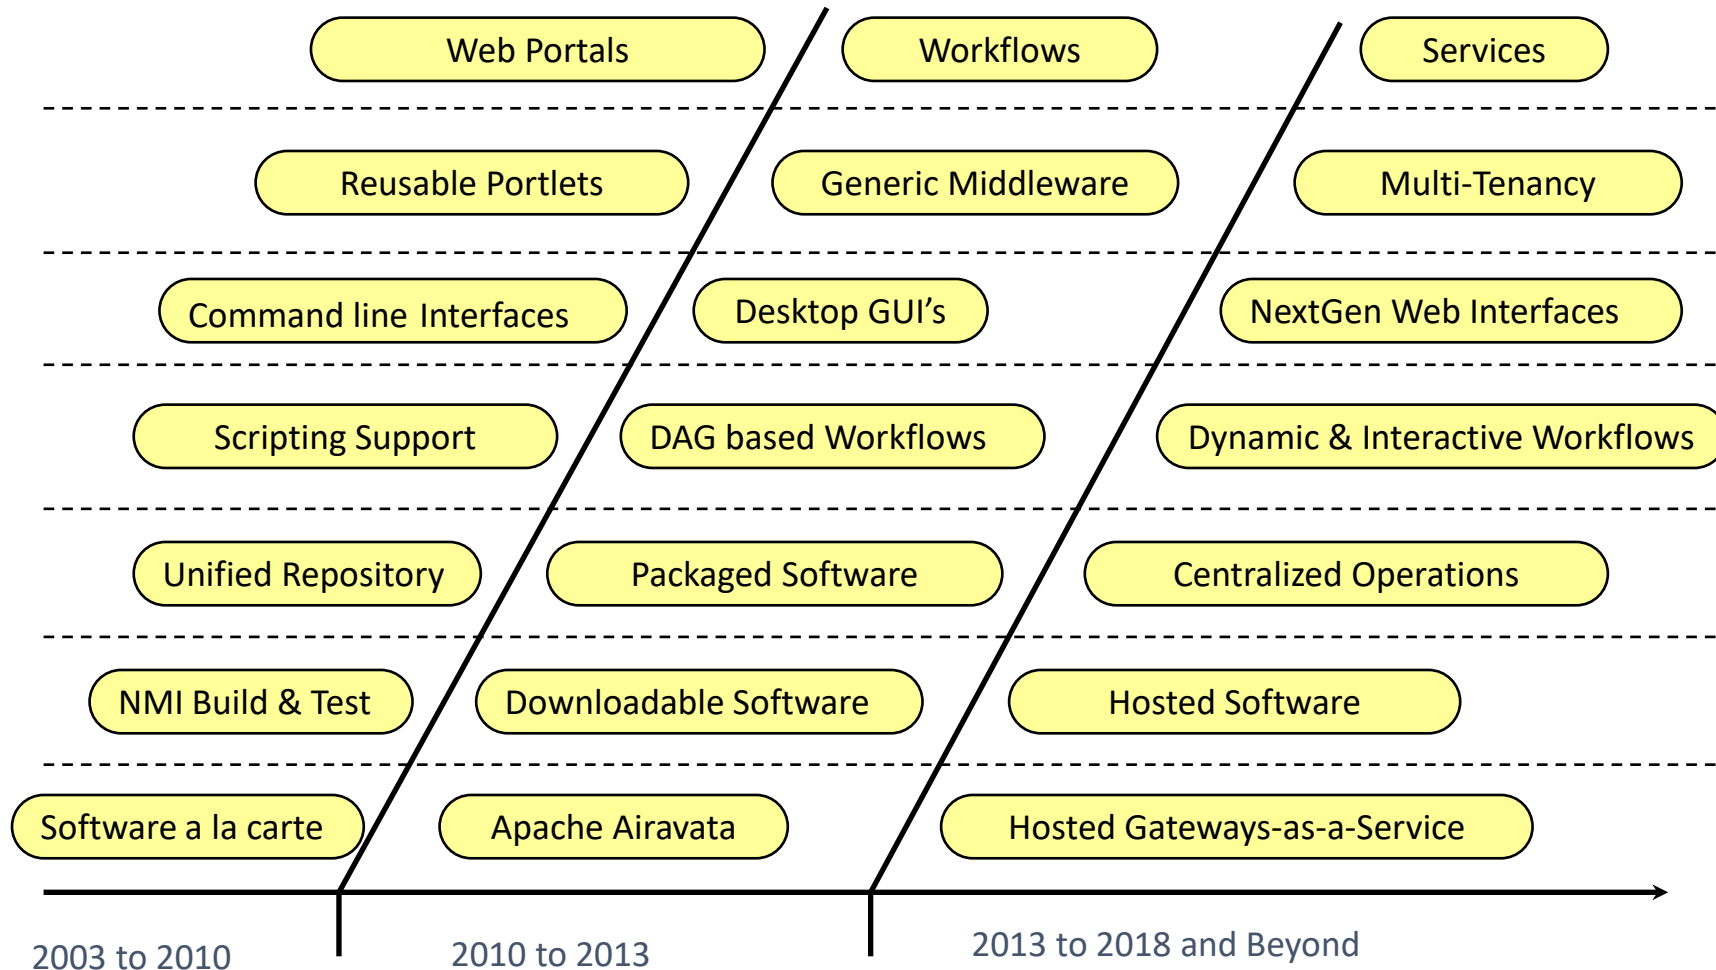 Web Portals
Workflows
Services
Reusable Portlets
Generic Middleware
Multi-Tenancy
Command line Interfaces
Desktop GUI’s
NextGen Web Interfaces
Scripting Support
DAG based Workflows
Dynamic & Interactive Workflows
Unified Repository
Packaged Software
Centralized Operations
NMI Build & Test
Downloadable Software
Hosted Software
Software a la carte
Apache Airavata
Hosted Gateways-as-a-Service
2003 to 2010
2010 to 2013
2013 to 2018 and Beyond